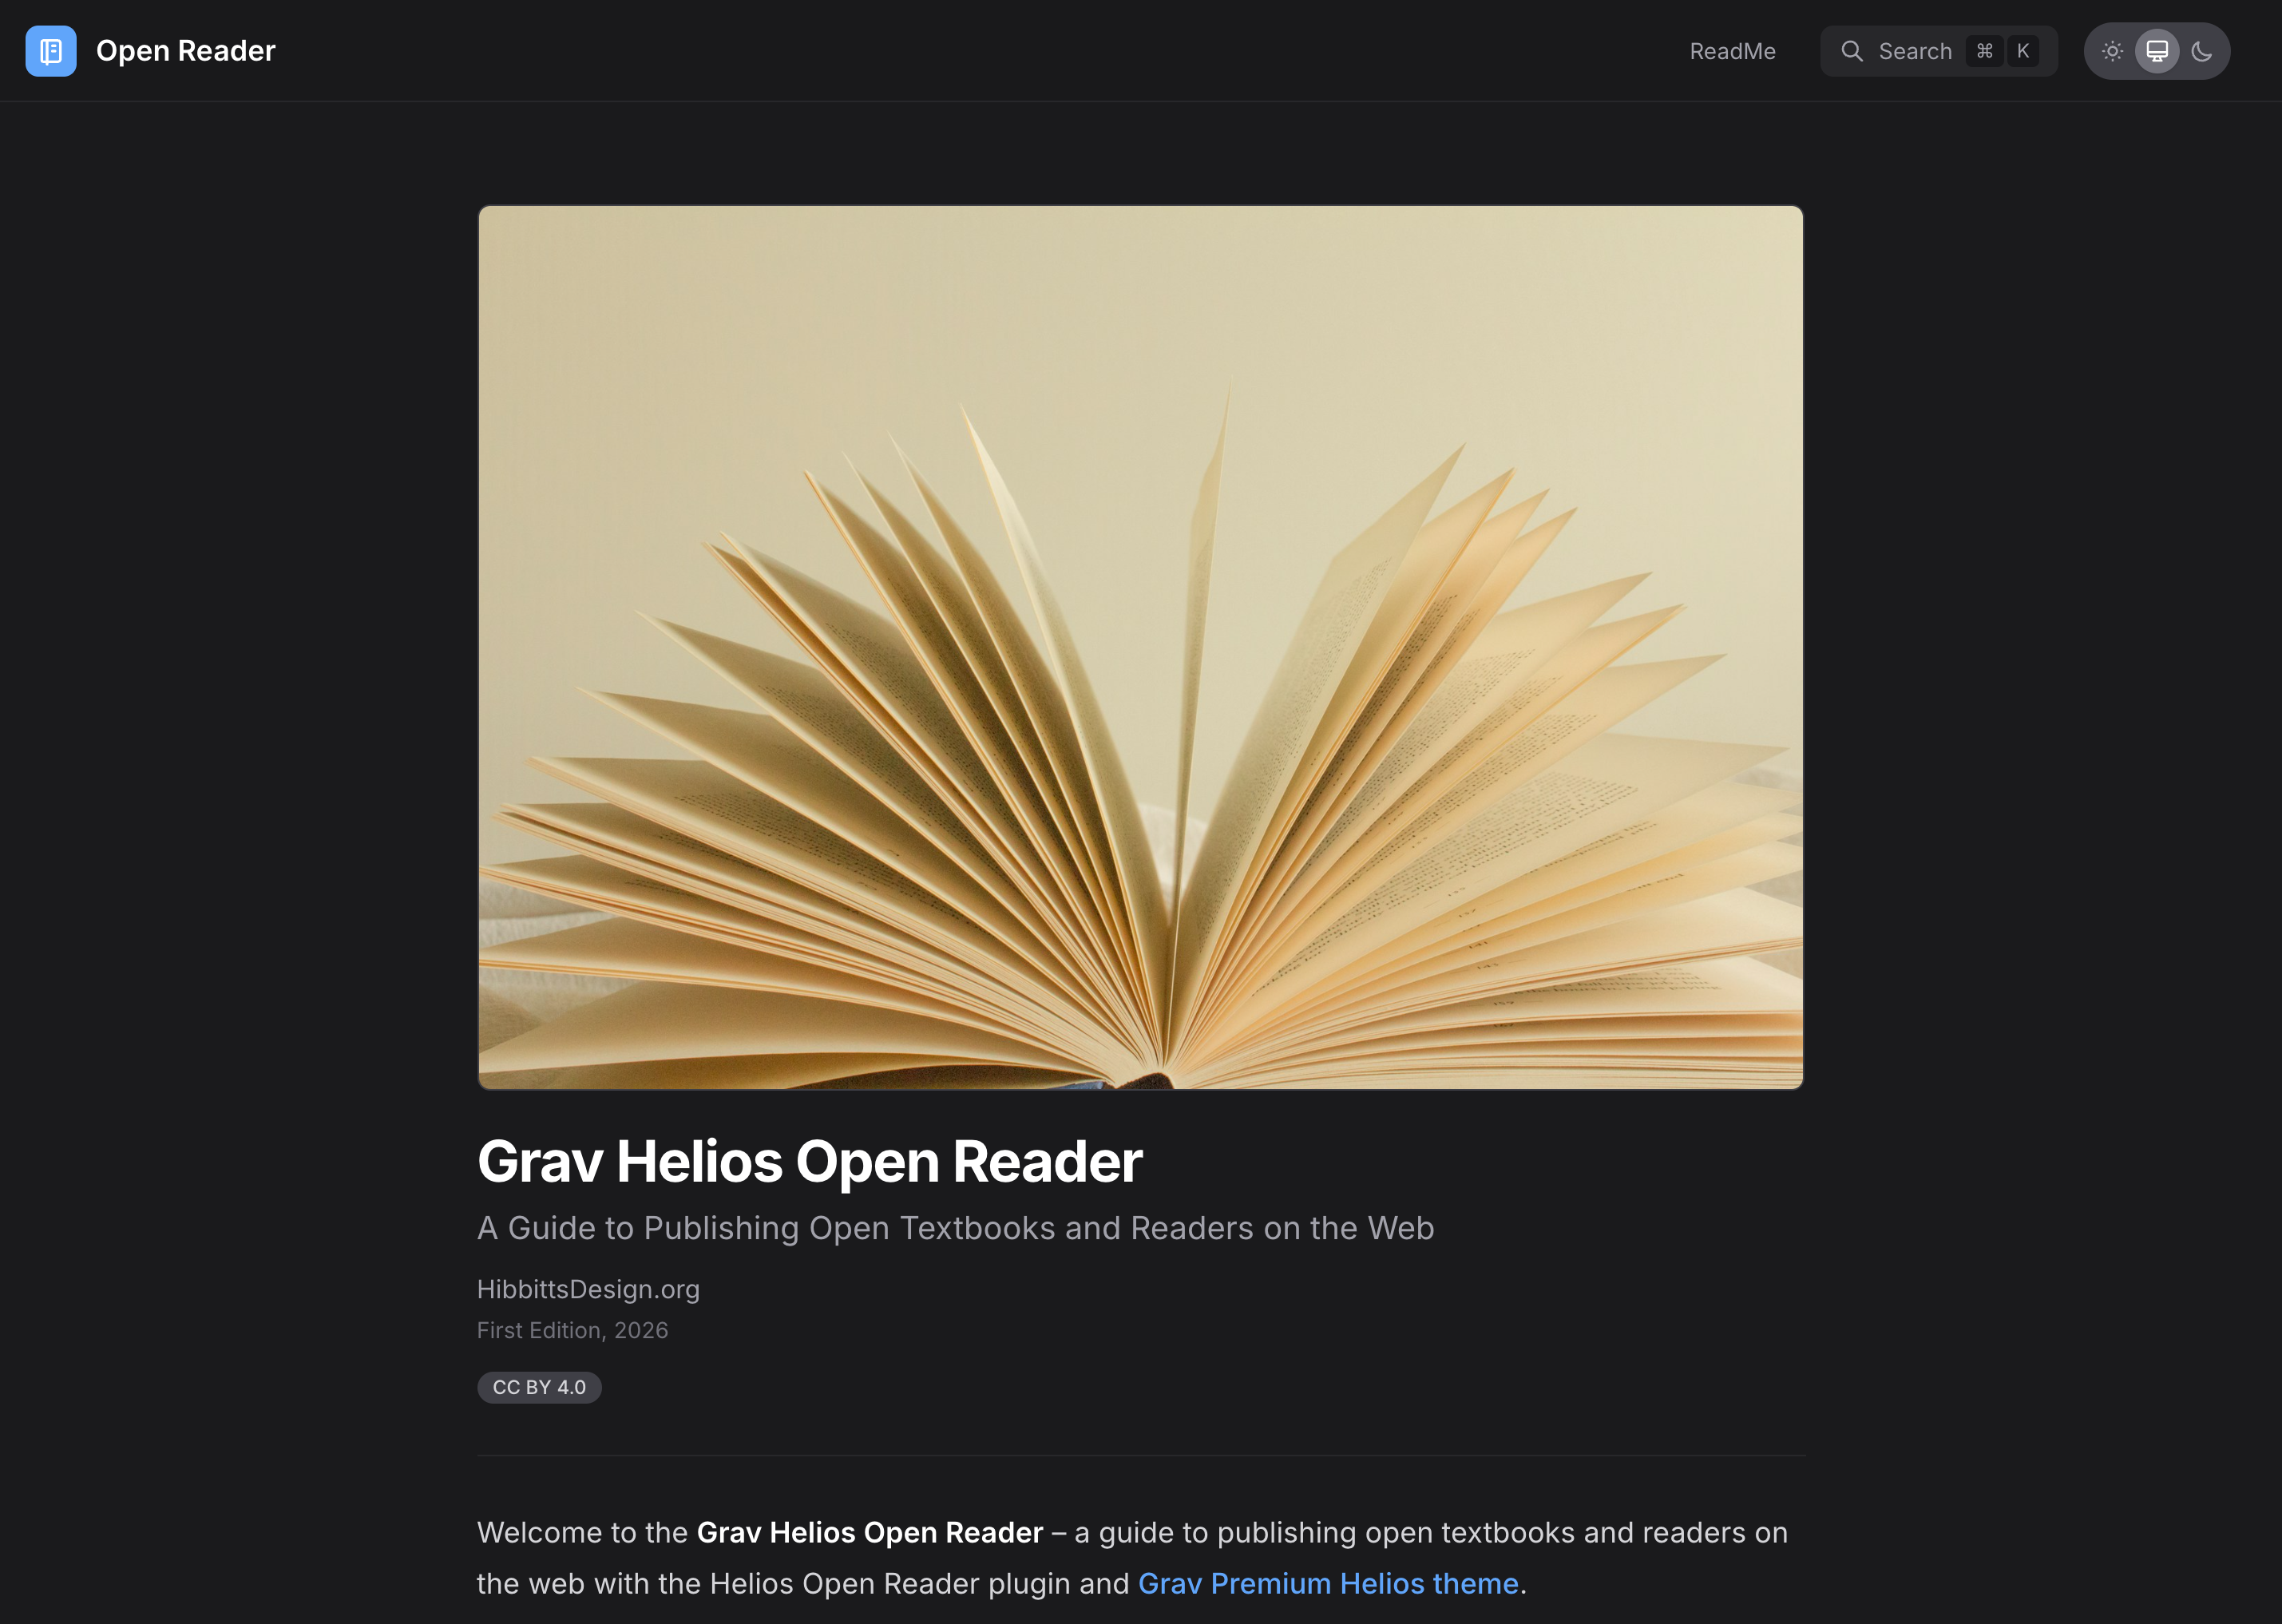 Open Reader
ReadMe
Search ⌘ K
Grav Helios Open Reader
A Guide to Publishing Open Textbooks and Readers on the Web
HibbittsDesign.org
First Edition, 2026
CC BY 4.0
Welcome to the Grav Helios Open Reader – a guide to publishing open textbooks and readers on
the web with the Helios Open Reader plugin and Grav Premium Helios theme.